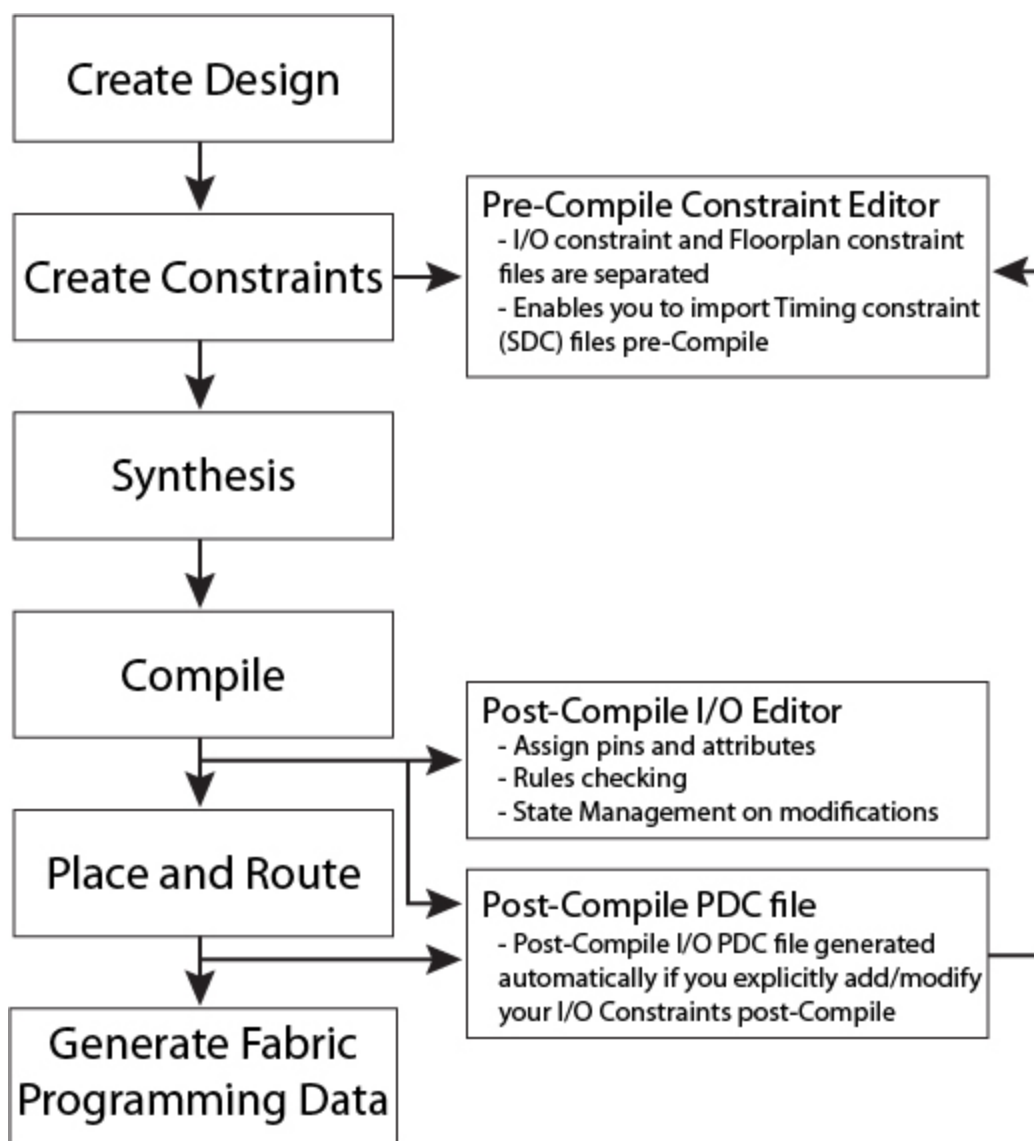 Create Design
Create Constraints
Pre-Compile Constraint Editor
- I/O constraint and Floorplan constraint
files are separated
- Enables you to import Timing constraint
(SDC) files pre-Compile
Synthesis
Compile
Post-Compile I/O Editor
- Assign pins and attributes
- Rules checking
- State Management on modifications
Place and Route
Post-Compile PDC file
- Post-Compile I/O PDC file generated
automatically if you explicitly add/modify
your I/O Constraints post-Compile
Generate Fabric
Programming Data